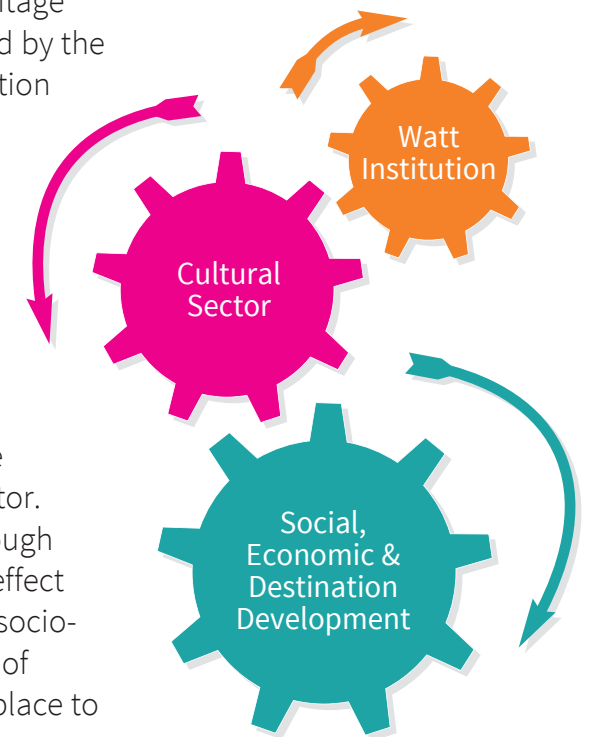 itage
d by the
tion
Watt
Institution
Cultural
Sector
e
tor.
ough
effect
socio-
of
place to
Social,
Economic &
Destination
Development